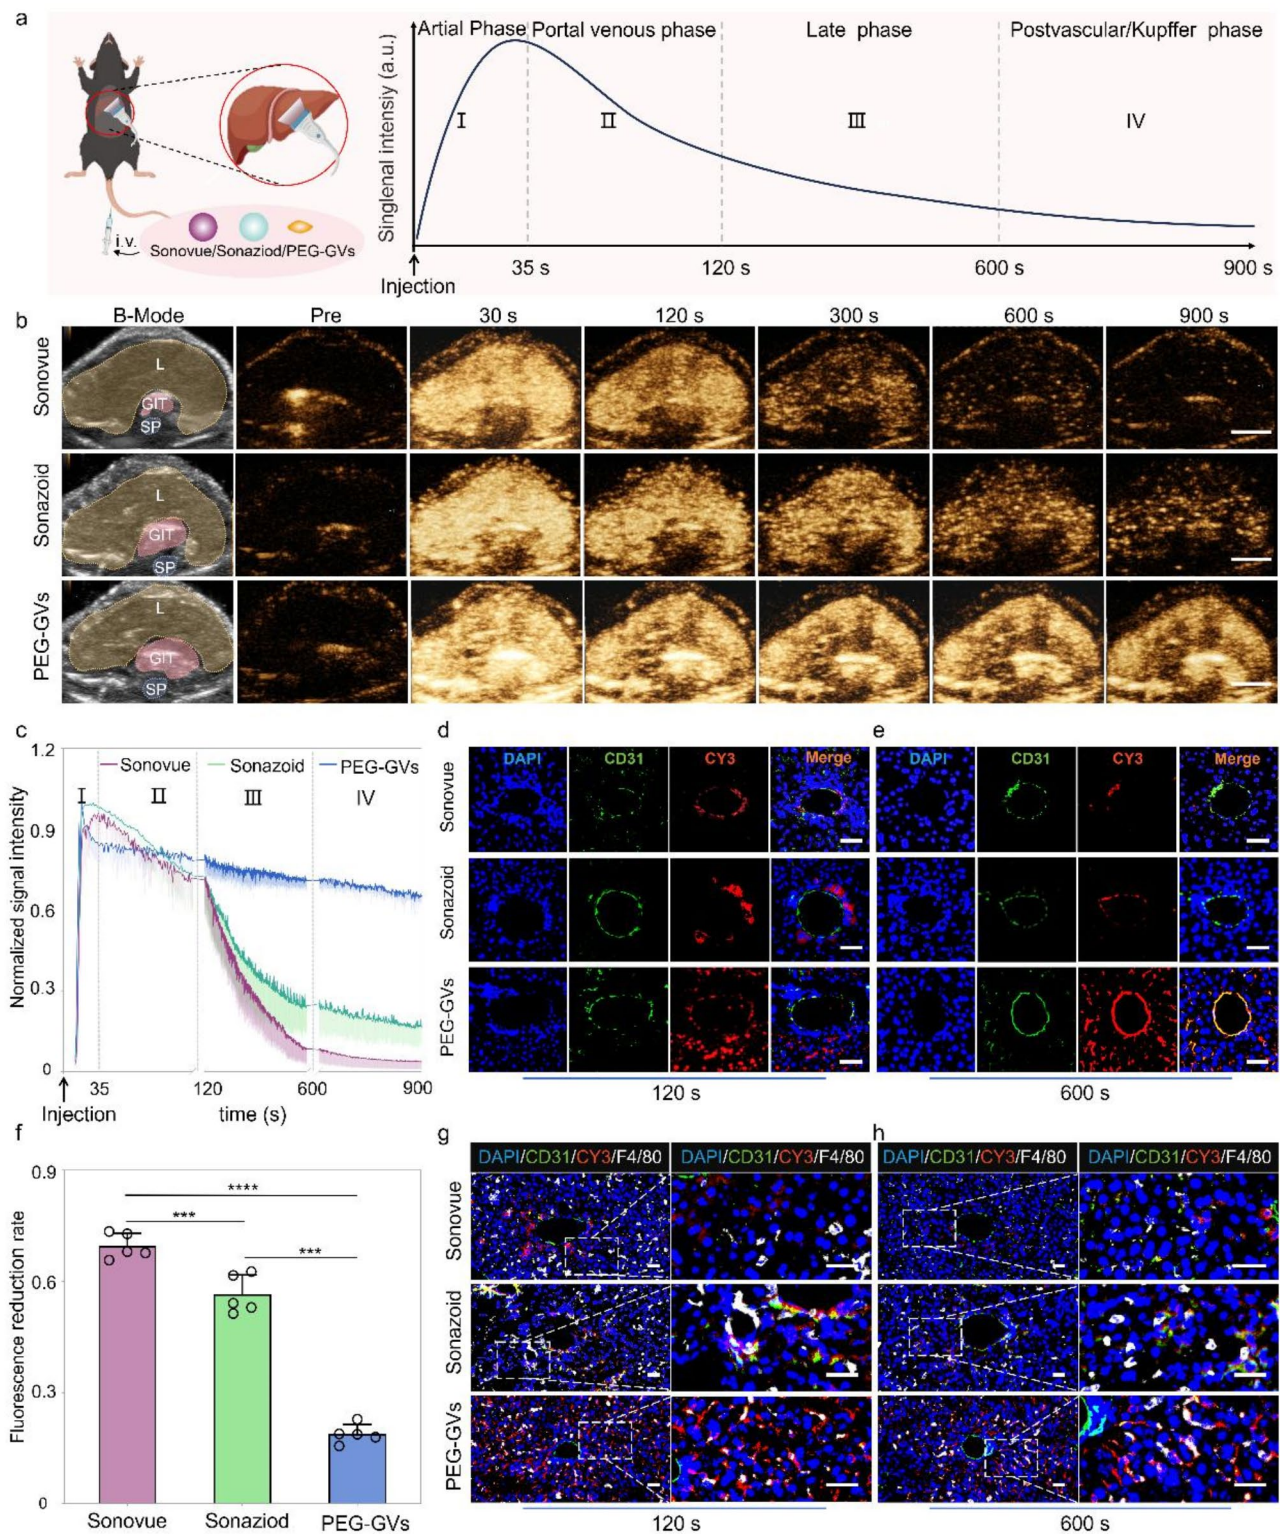 a
Artial Phase Portal venous phase Late phase Postvascular/Kupffer phase
Singlenal intensiy (a.u.)
I II III IV
i.v.
Sonovue/Sonaziod/PEG-GVs
35 s 120 s 600 s 900 s
Injection
b
B-Mode Pre 30 s 120 s 300 s 600 s 900 s
Sonovue
L
GIT
SP
Sonazoid
L
GIT
SP
PEG-GVs
L
GIT
SP
c
Normalized signal intensity
1.2
0.9
0.6
0.3
0
Sonovue Sonazoid PEG-GVs
I II III IV
35 120 600 900
Injection time (s)
d
DAPI CD31 CY3 Merge
Sonovue
Sonazoid
PEG-GVs
120 s
e
DAPI CD31 CY3 Merge
600 s
f
Fluorescence reduction rate
0.9
0.6
0.3
0
****
***
***
Sonovue Sonaziod PEG-GVs
g
DAPI/CD31/CY3/F4/80 DAPI/CD31/CY3/F4/80
Sonovue
Sonazoid
PEG-GVs
120 s
h
DAPI/CD31/CY3/F4/80 DAPI/CD31/CY3/F4/80
600 s